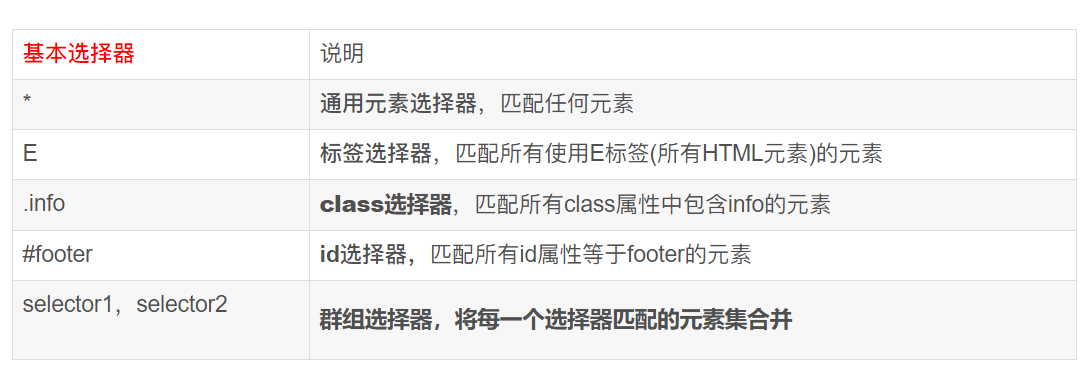 基本选择器 说明
* 通用元素选择器，匹配任何元素
E 标签选择器，匹配所有使用E标签(所有HTML元素)的元素
.info class选择器，匹配所有class属性中包含info的元素
#footer id选择器，匹配所有id属性等于footer的元素
selector1，selector2 群组选择器，将每一个选择器匹配的元素集合并